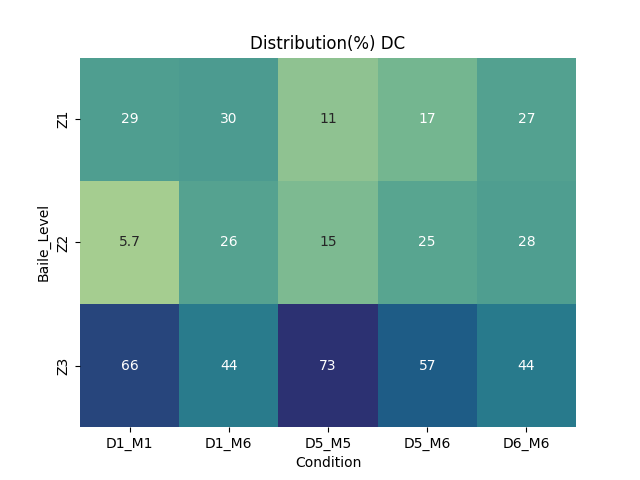 Distribution(%) DC
Baile_Level
Z1 29 30 11 17 27
Z2 5.7 26 15 25 28
Z3 66 44 73 57 44
D1_M1 D1_M6 D5_M5 D5_M6 D6_M6
Condition